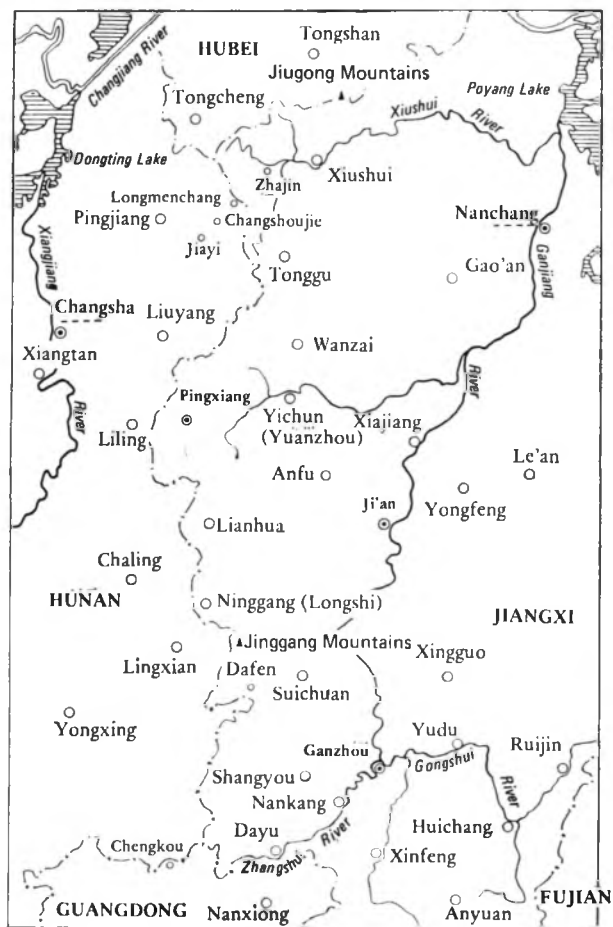 HUBEI
Tongshan
Jiugong Mountains
Changjiang River
Tongcheng
Poyang Lake
Xiushui
River
Dongting Lake
Zhajin
Xiushui
Longmenchang
Pingjiang
Changshoujie
Nanchang
Xiangjiang
Jiayi
Tonggu
Gao'an
Ganjiang
Changsha
Liuyang
Wanzai
Xiangtan
River
Pingxiang
Yichun
(Yuanzhou)
Xiajiang
River
Liling
Anfu
Le'an
Ji'an
Yongfeng
Lianhua
Chaling
HUNAN
Ninggang (Longshi)
JIANGXI
Jinggang Mountains
Lingxian
Dafen
Xingguo
Suichuan
Yongxing
Yudu
Ganzhou
Gongshui
Ruijin
Shangyou
Nankang
River
Huichang
River
Chengkou
Dayu
Zhangshui
Xinfeng
GUANGDONG
Nanxiong
Anyuan
FUJIAN